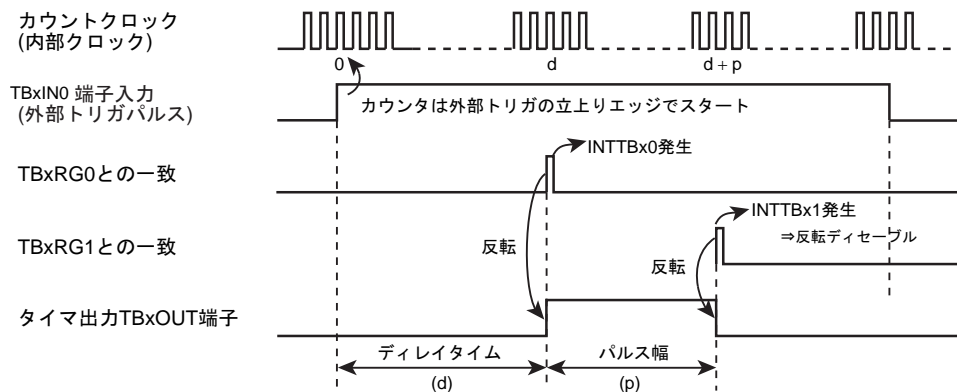 カウントクロック
(内部クロック)
0
d
d + p
TBxIN0 端子入力
(外部トリガパルス)
カウンタは外部トリガの立上りエッジでスタート
INTTBx0発生
TBxRG0との一致
INTTBx1発生
TBxRG1との一致
⇒反転ディセーブル
反転
反転
タイマ出力TBxOUT端子
ディレイタイム
パルス幅
(d)
(p)